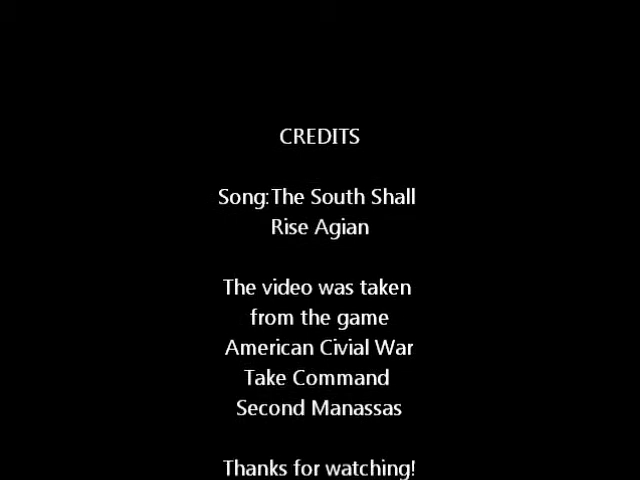 CREDITS
Song:The South Shall
Rise Agian
The video was taken
from the game
American Civial War
Take Command
Second Manassas
Thanks for watching!